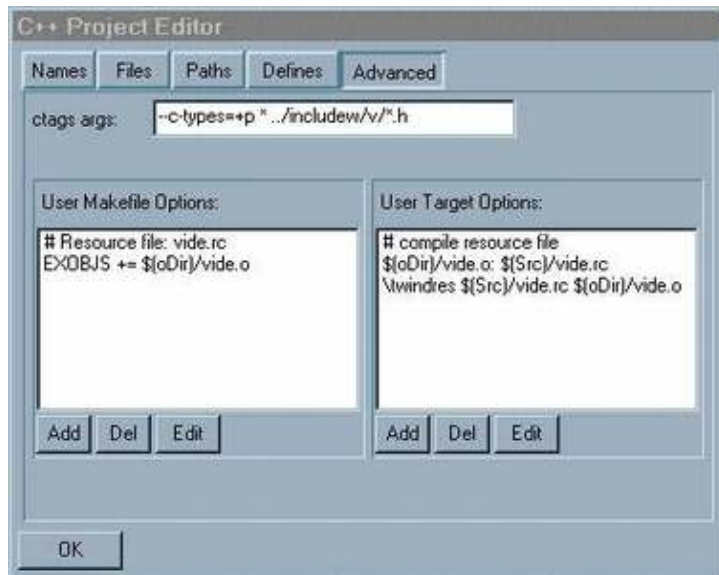 C++ Project Editor
Names Files Paths Defines Advanced
ctags args: --c-types=+p * ../includew/v/*.h
User Makefile Options: User Target Options:
# Resource file: vide.rc
EXOBJS += $(oDir)/vide.o
# compile resource file
$(oDir)/vide.o: $(Src)/vide.rc
\twindres $(Src)/vide.rc $(oDir)/vide.o
Add Del Edit Add Del Edit
OK